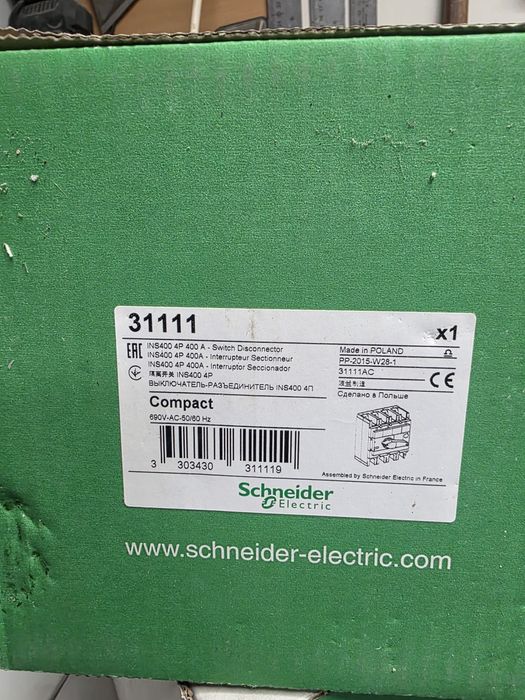 31111
x1
INS400 4P 400 A - Switch Disconnector
INS400 4P 400A - Interrupteur Sectionneur
INS400 4P 400A - Interruptor Seccionador
隔离开关 INS400 4P
ВЫКЛЮЧАТЕЛЬ-РАЗЪЕДИНИТЕЛЬ INS400 4П
EAC
Made in POLAND
PP-2015-W28-1
31111AC
波兰制造
Сделано в Польше
CE
Compact
690V-AC-50/60 Hz
3 303430 311119
Assembled by Schneider Electric in France
Schneider
Electric
www.schneider-electric.com